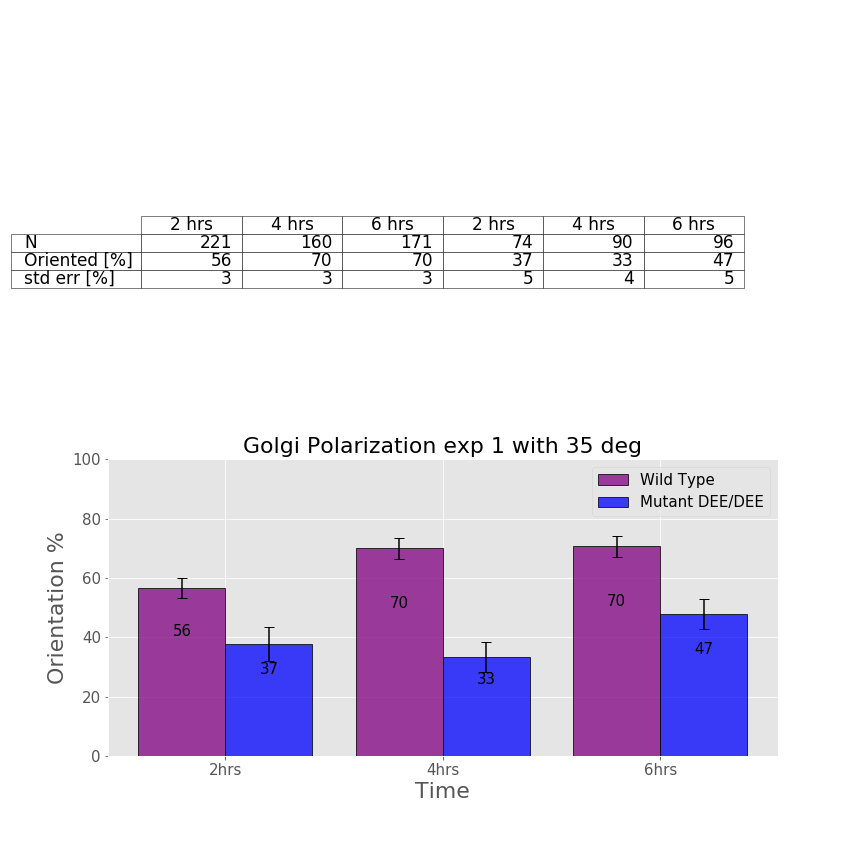 2 hrs 4 hrs 6 hrs 2 hrs 4 hrs 6 hrs
N 221 160 171 74 90 96
Oriented [%] 56 70 70 37 33 47
std err [%] 3 3 3 5 4 5
Golgi Polarization exp 1 with 35 deg
Orientation %
100
80
60
40
20
0
Wild Type
Mutant DEE/DEE
56
37
70
33
70
47
2hrs 4hrs 6hrs
Time